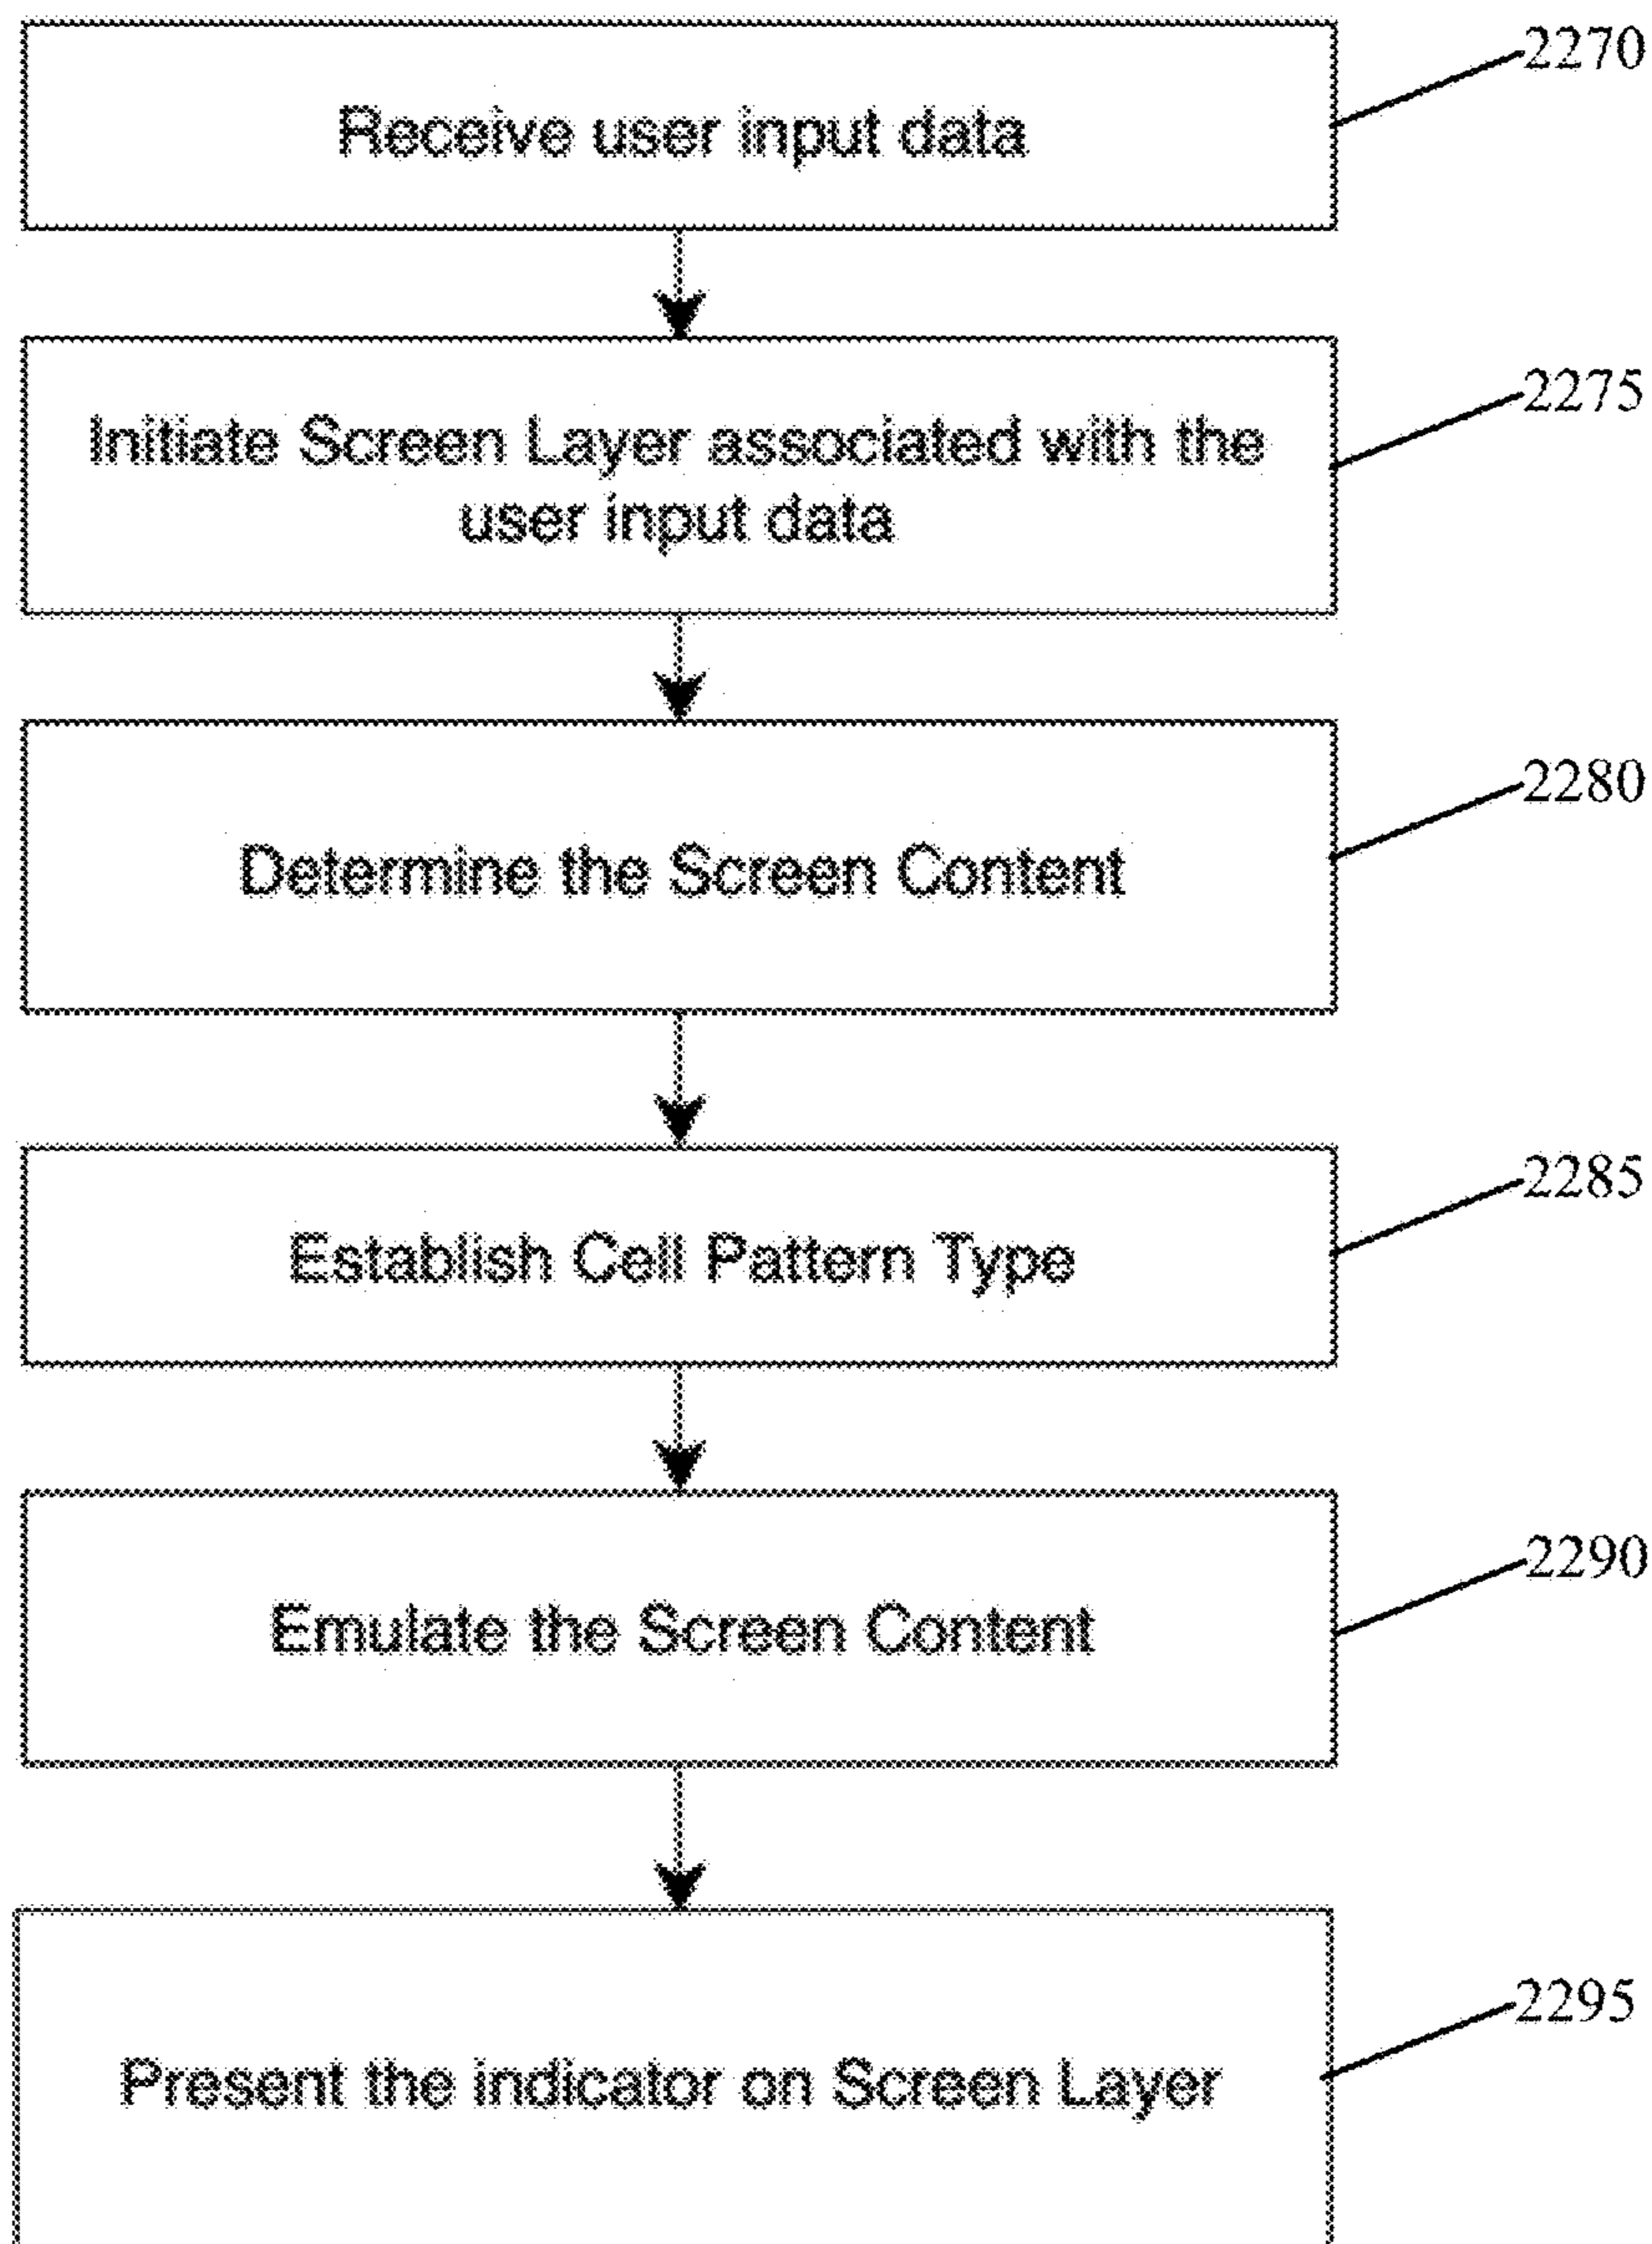 Receive user input data
2270
Initiate Screen Layer associated with the
user input data
2275
Determine the Screen Content
2280
Establish Cell Pattern Type
2285
Emulate the Screen Content
2290
Present the indicator on Screen Layer
2295